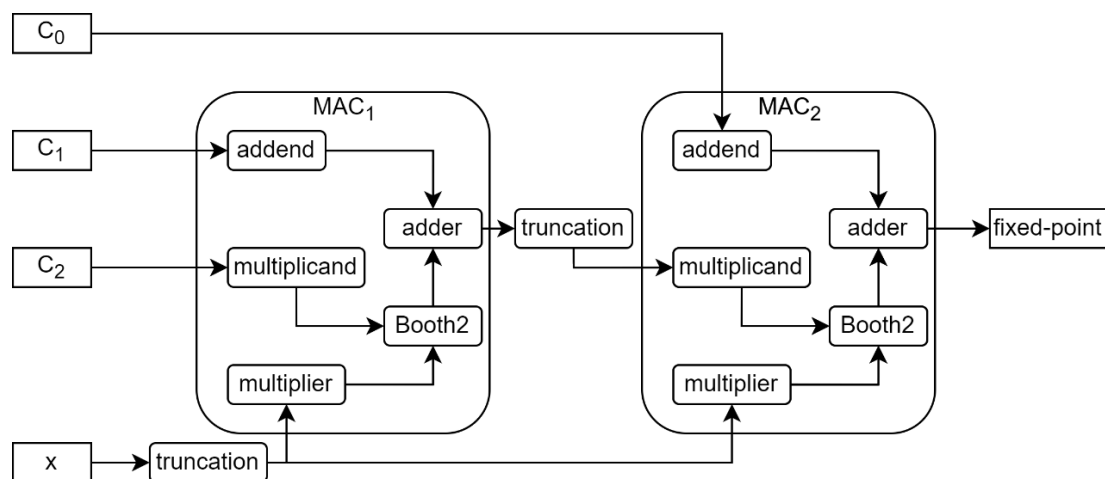 C₀
MAC₁
MAC₂
C₁
addend
addend
adder
adder
fixed-point
truncation
C₂
multiplicand
multiplicand
Booth2
Booth2
multiplier
multiplier
x
truncation